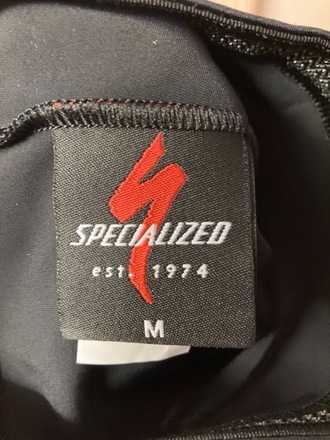 SPECIALIZED
est. 1974
M